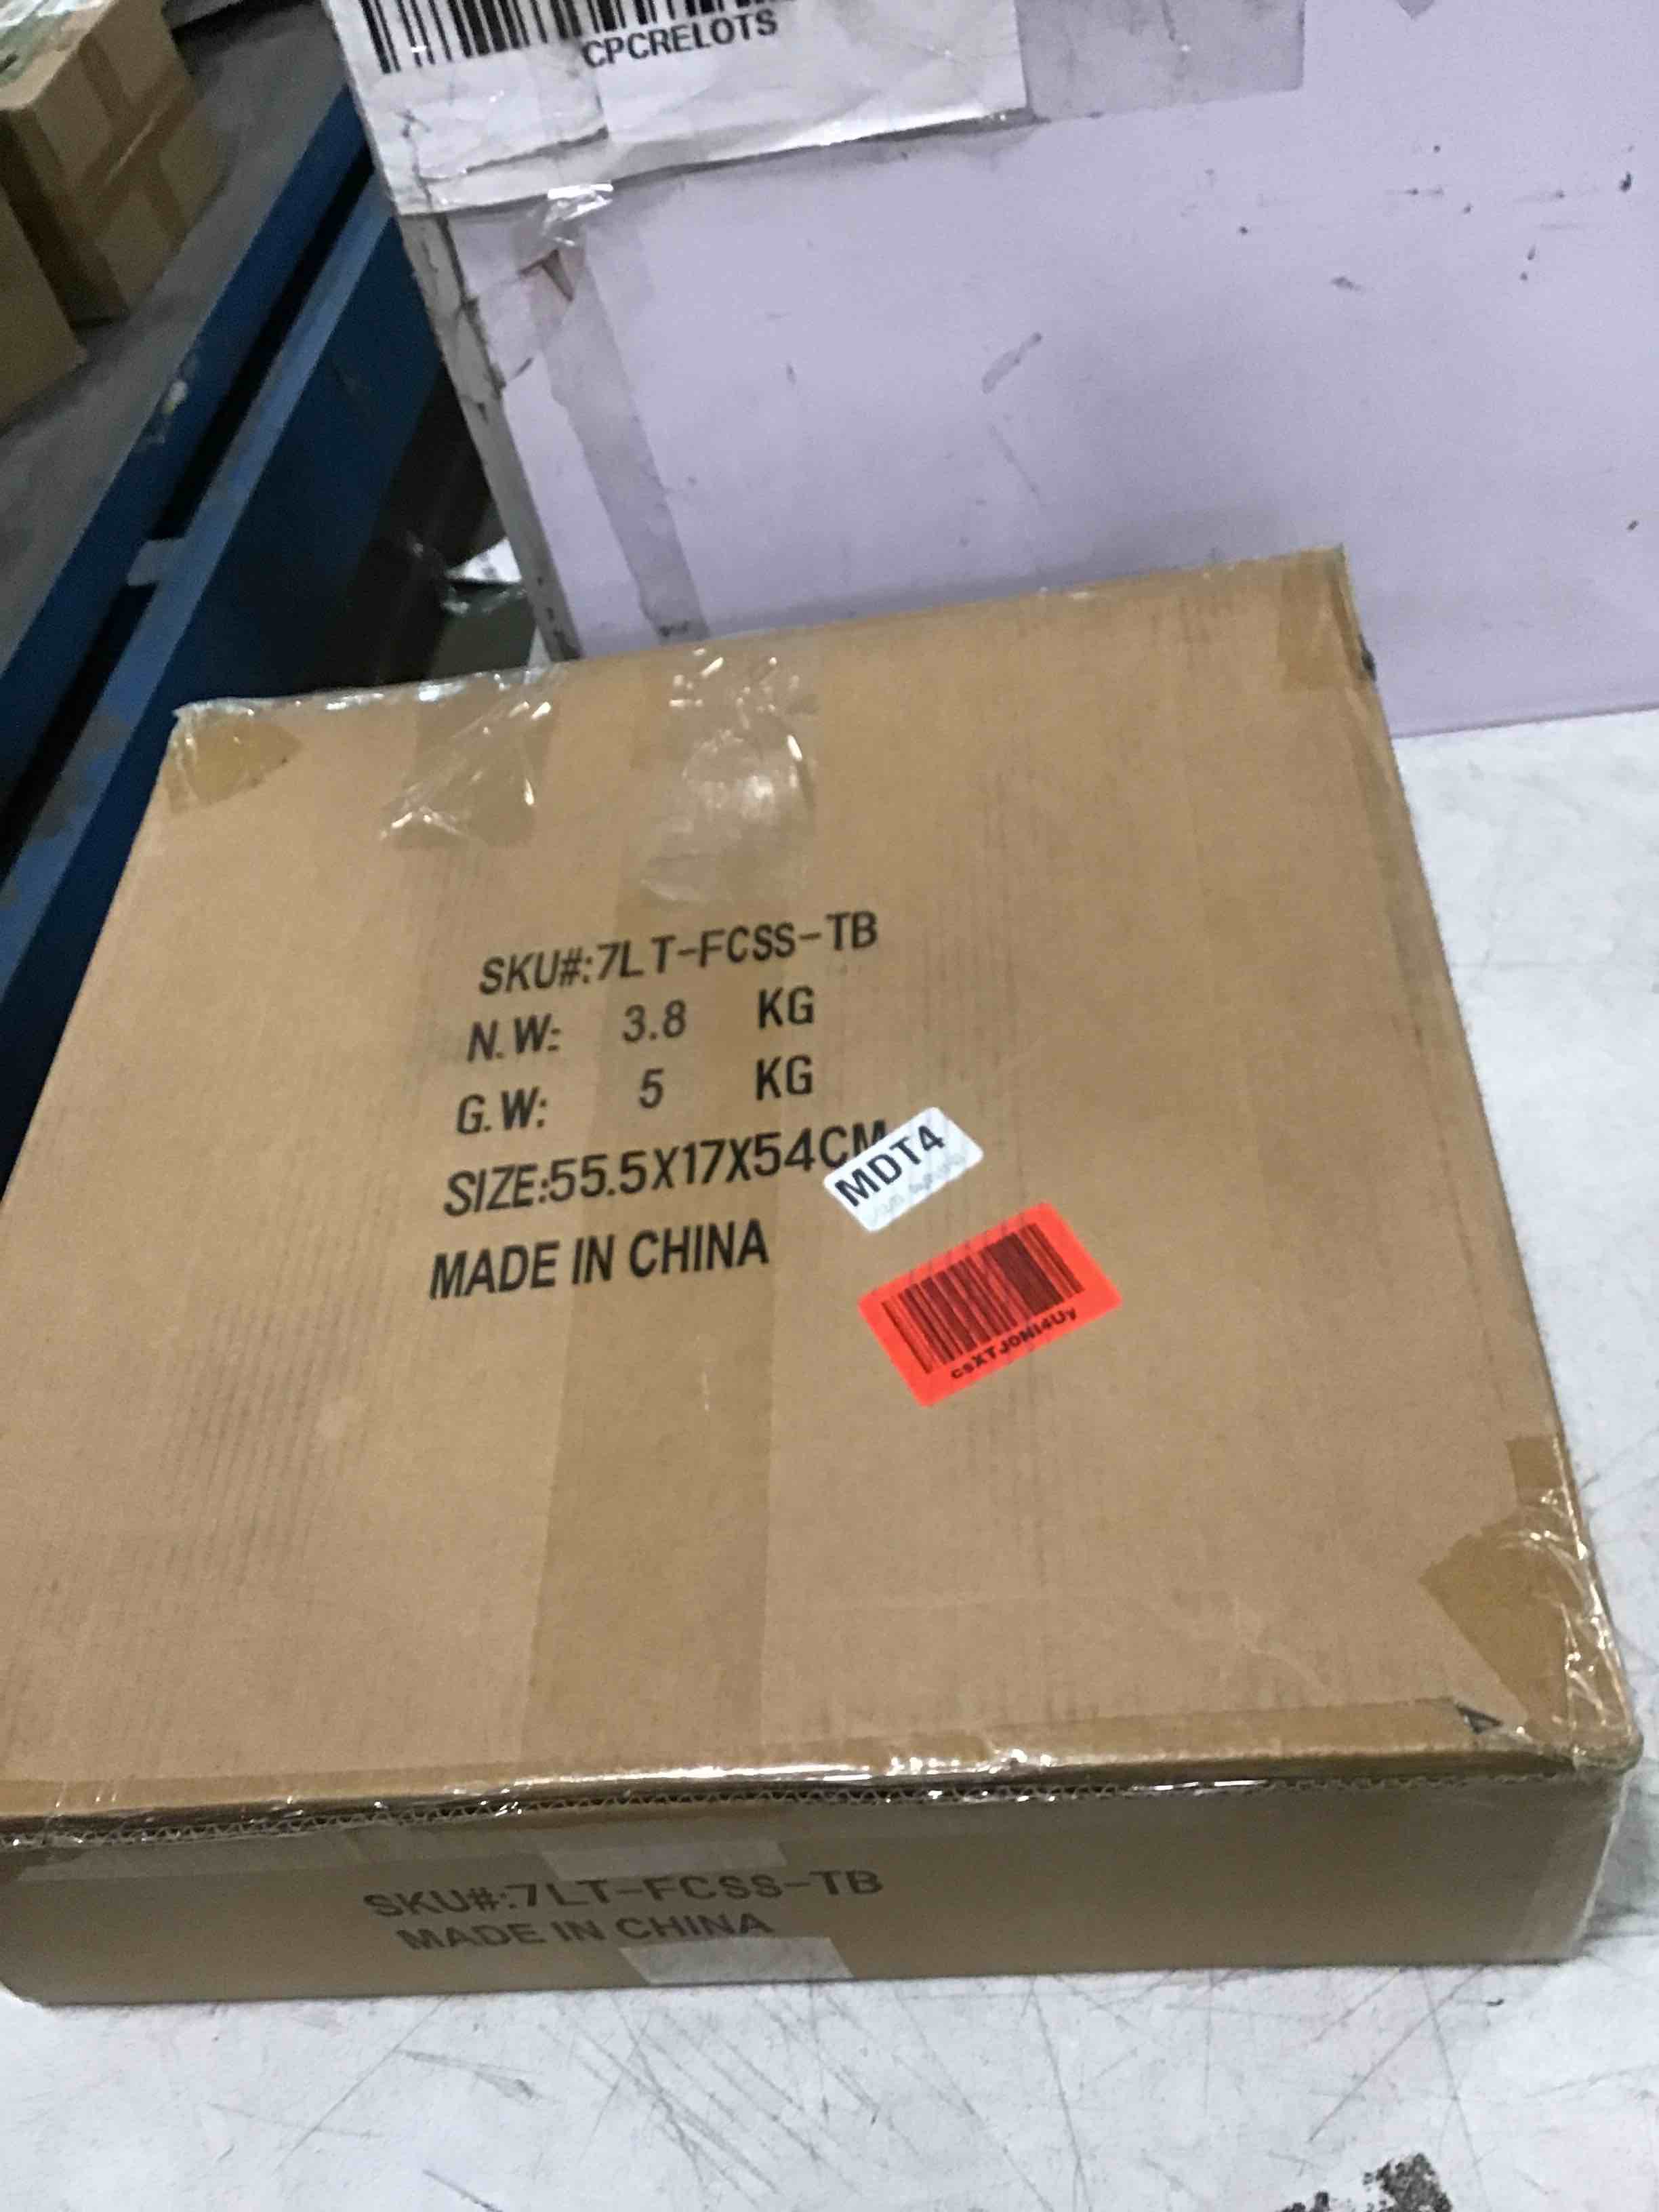 CPCRELOTS
SKU#:7LT-FCSS-TB
N.W: 3.8 KG
G.W: 5 KG
SIZE:55.5X17X54CM
MDT4
MADE IN CHINA
csXTJ0Nl4Uy
SKU#:7LT-FCSS-TB
MADE IN CHINA